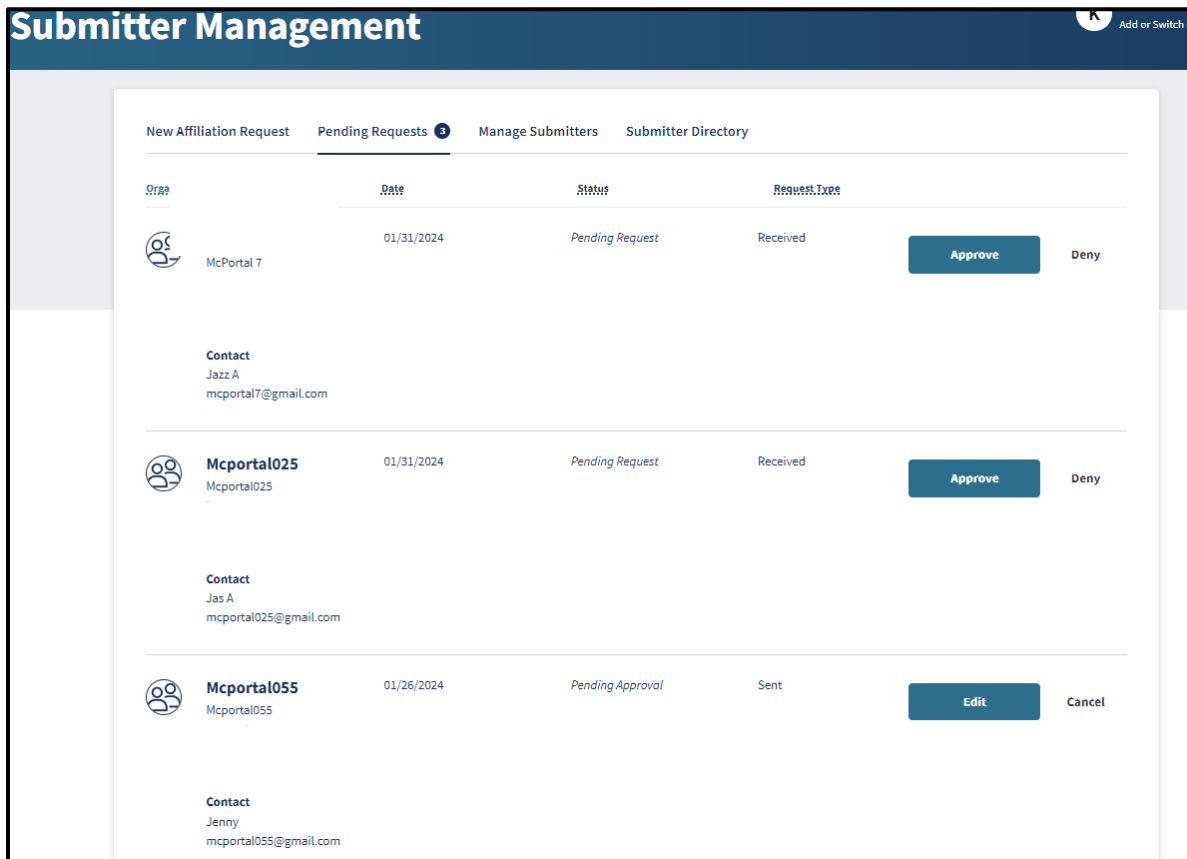 Submitter Management
K
Add or Switch
New Affiliation Request Pending Requests 3 Manage Submitters Submitter Directory
Orga Date Status Request Type
01/31/2024 Pending Request Received
McPortal 7
Approve Deny
Contact
Jazz A
mcportal7@gmail.com
Mcportal025 01/31/2024 Pending Request Received
Mcportal025
Approve Deny
Contact
Jas A
mcportal025@gmail.com
Mcportal055 01/26/2024 Pending Approval Sent
Mcportal055
Edit Cancel
Contact
Jenny
mcportal055@gmail.com